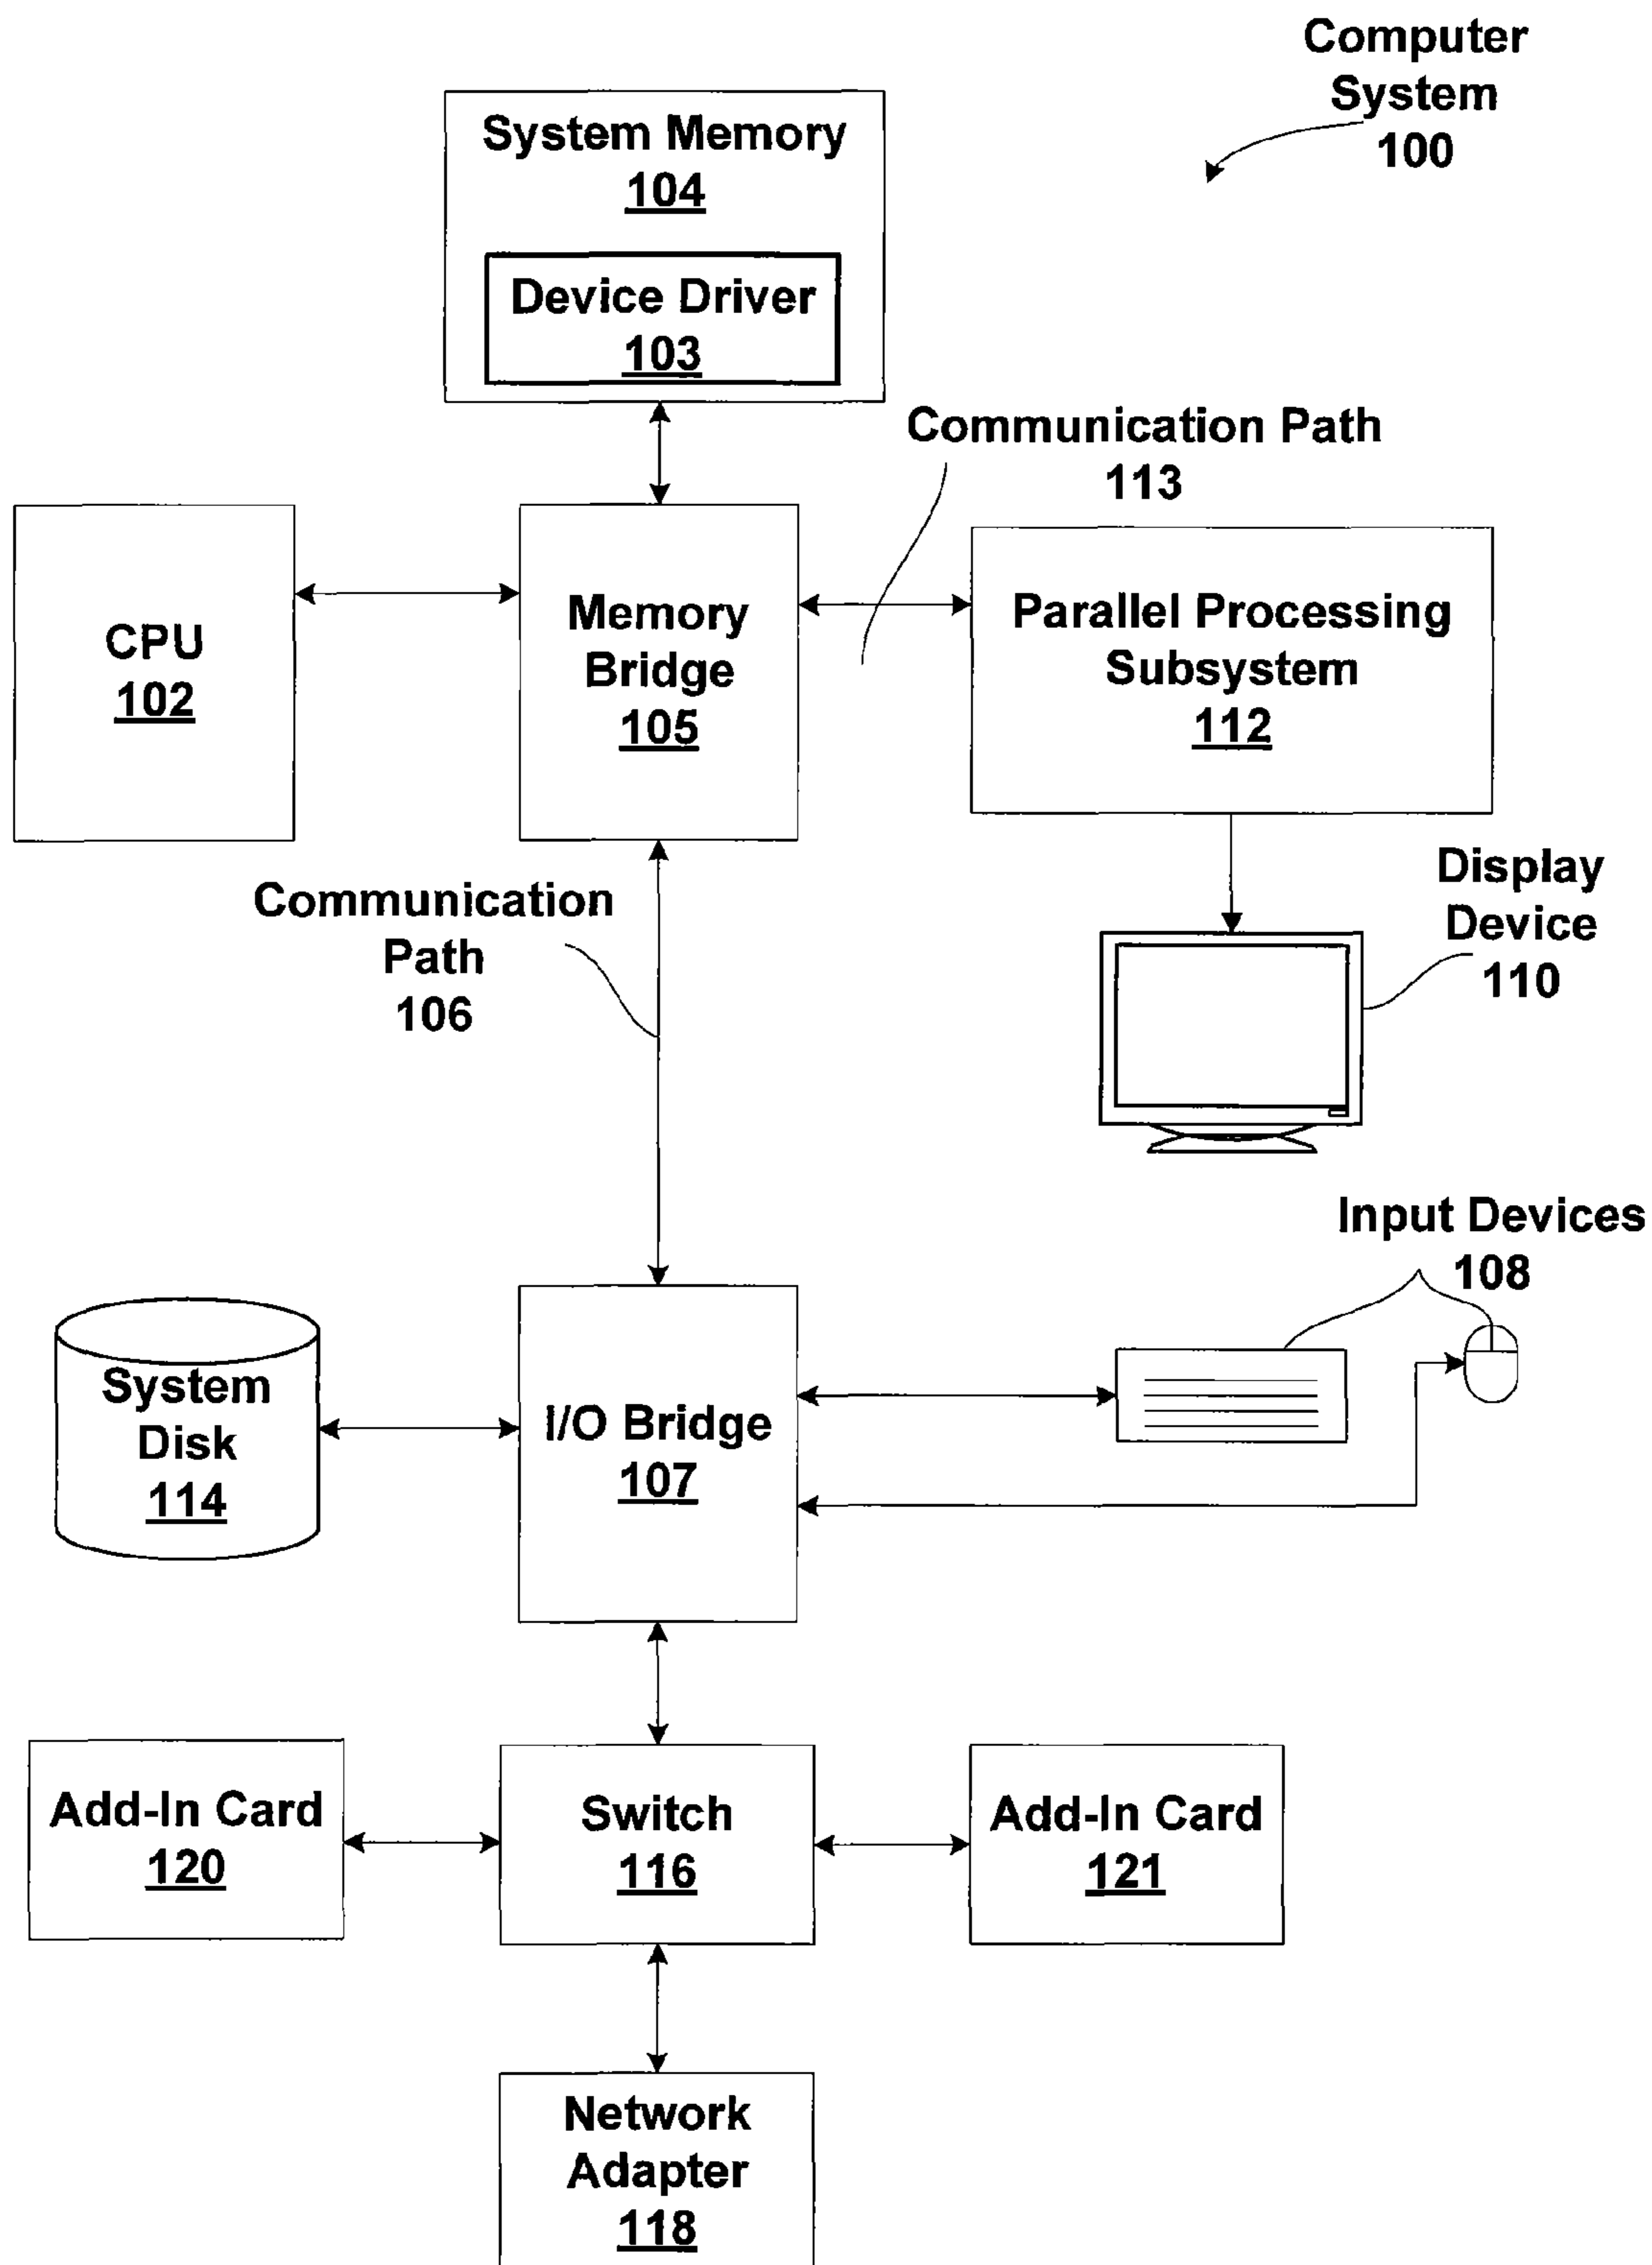 Computer
System
100
System Memory
104
Device Driver
103
Communication Path
113
CPU
102
Memory
Bridge
105
Parallel Processing
Subsystem
112
Communication
Path
106
Display
Device
110
Input Devices
108
System
Disk
114
I/O Bridge
107
Add-In Card
120
Switch
116
Add-In Card
121
Network
Adapter
118